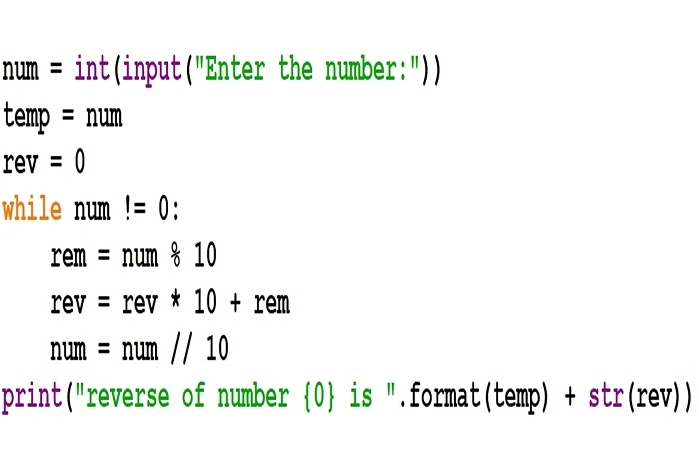 num = int(input("Enter the number:"))
temp = num
rev = 0
while num != 0:
    rem = num % 10
    rev = rev * 10 + rem
    num = num // 10
print("reverse of number {0} is ".format(temp) + str(rev))